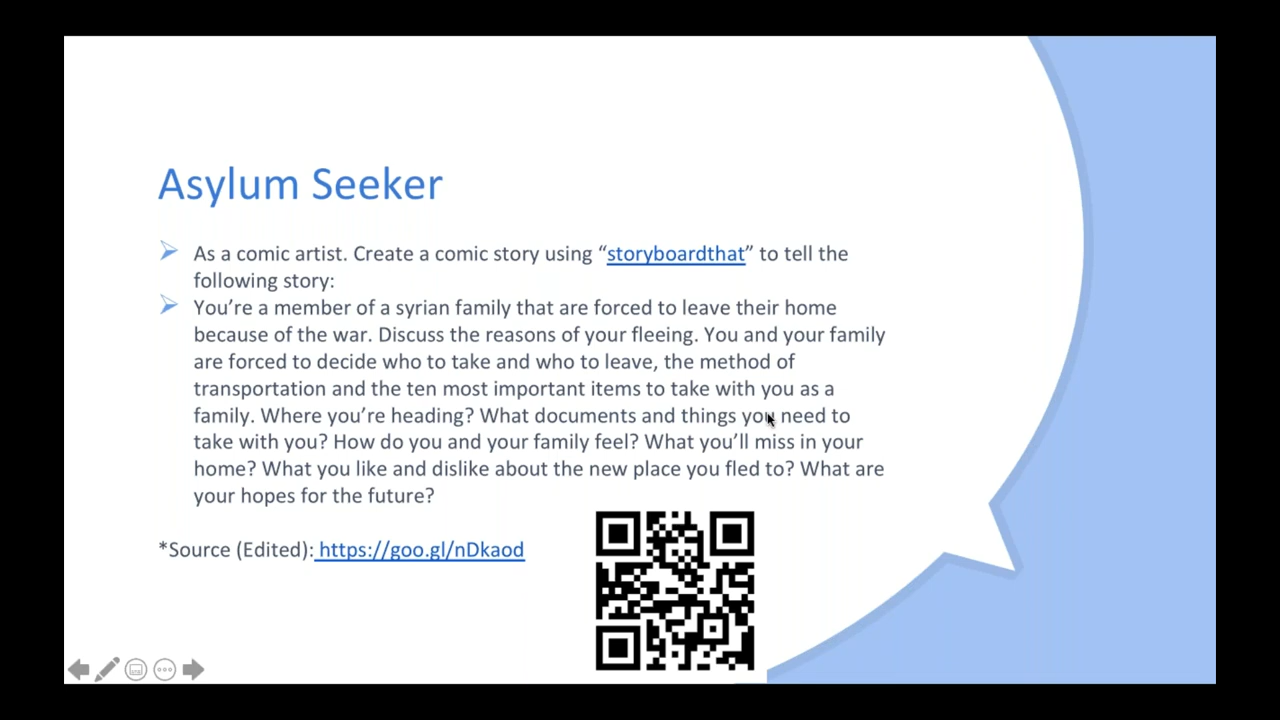 Asylum Seeker
As a comic artist. Create a comic story using “storyboardthat” to tell the
following story:
You’re a member of a syrian family that are forced to leave their home
because of the war. Discuss the reasons of your fleeing. You and your family
are forced to decide who to take and who to leave, the method of
transportation and the ten most important items to take with you as a
family. Where you’re heading? What documents and things you need to
take with you? How do you and your family feel? What you’ll miss in your
home? What you like and dislike about the new place you fled to? What are
your hopes for the future?
*Source (Edited): https://goo.gl/nDkaod